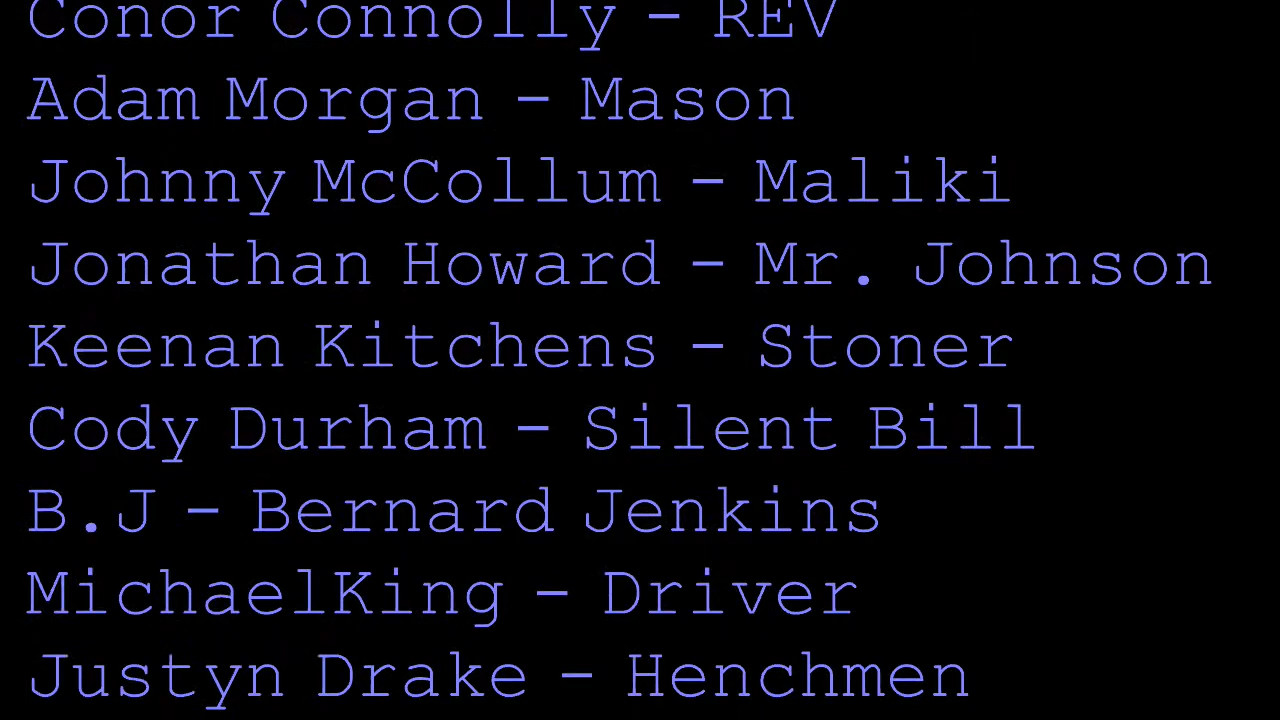 Conor Connolly - REV
Adam Morgan - Mason
Johnny McCollum - Maliki
Jonathan Howard - Mr. Johnson
Keenan Kitchens - Stoner
Cody Durham - Silent Bill
B.J - Bernard Jenkins
MichaelKing - Driver
Justyn Drake - Henchmen